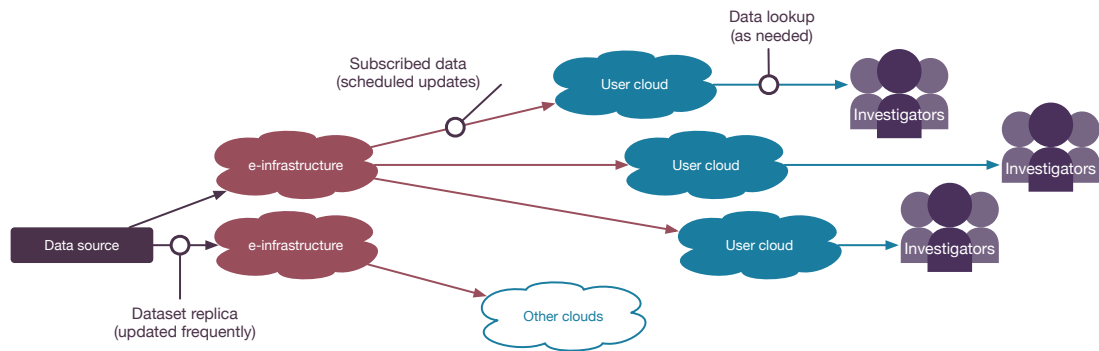 Data lookup
(as needed)
Subscribed data
(scheduled updates)
User cloud
Investigators
e-infrastructure
User cloud
Investigators
Data source
e-infrastructure
User cloud
Investigators
Dataset replica
(updated frequently)
Other clouds